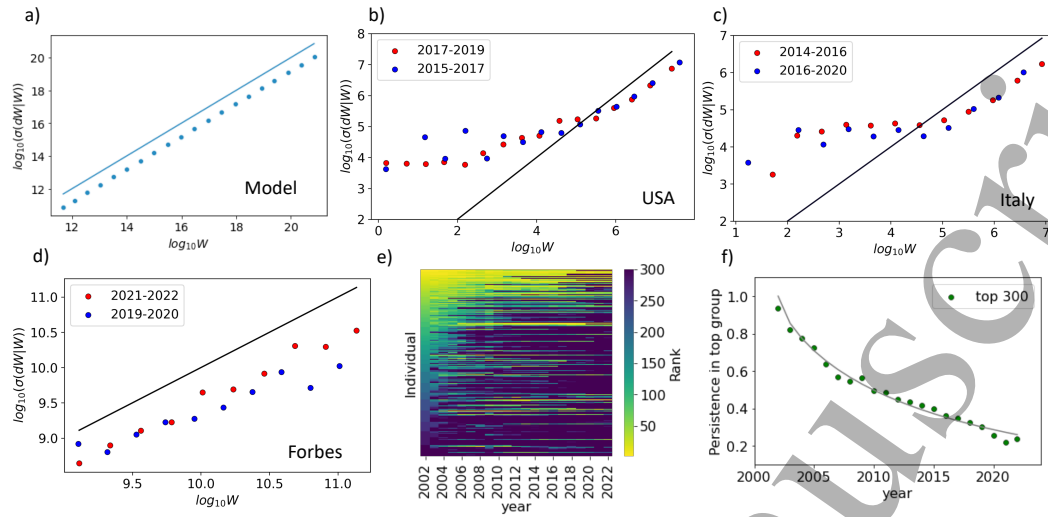 a)
20
18
16
14
12
log10(σ(dW|W))
12 14 16 18 20
log10W
Model
b)
2017-2019
2015-2017
8
7
6
5
4
3
2
log10(σ(dW|W))
0 2 4 6
log10W
USA
c)
2014-2016
2016-2020
7
6
5
4
3
2
log10(σ(dW|W))
1 2 3 4 5 6 7
log10W
Italy
d)
2021-2022
2019-2020
11.0
10.5
10.0
9.5
9.0
log10(σ(dW|W))
9.5 10.0 10.5 11.0
log10W
Forbes
e)
Individual
2002 2004 2006 2008 2010 2012 2014 2016 2018 2020 2022
year
300
250
200
150
100
50
Rank
f)
top 300
1.0
0.8
0.6
0.4
0.2
Persistence in top group
2000 2005 2010 2015 2020
year